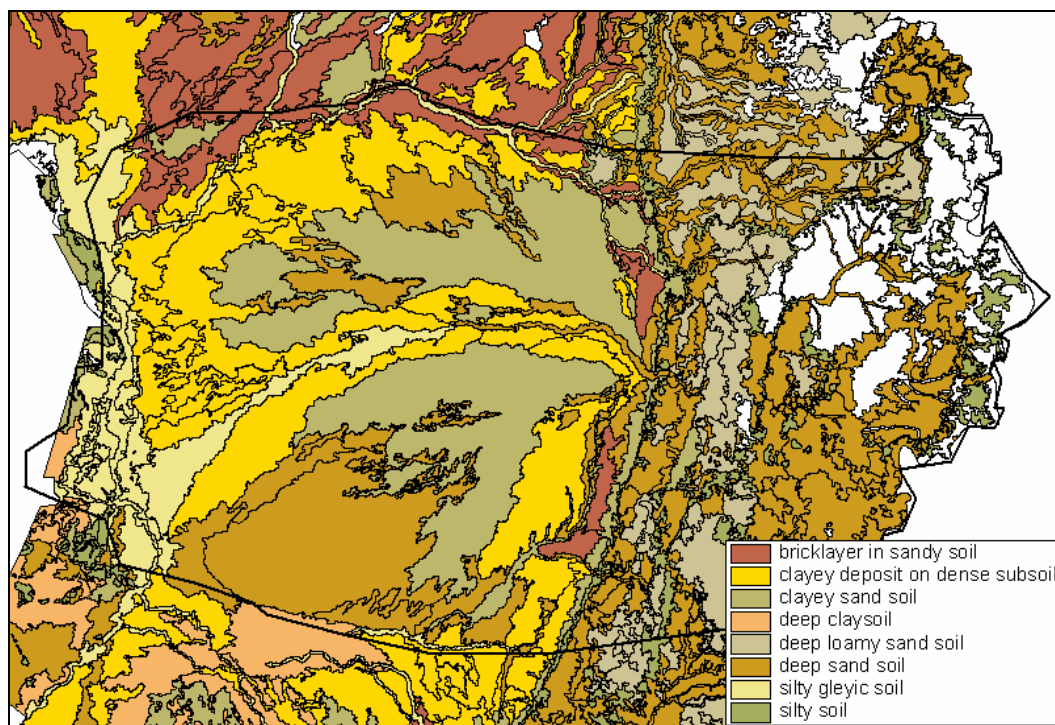 bricklayer in sandy soil
clayey deposit on dense subsoil
clayey sand soil
deep claysoil
deep loamy sand soil
deep sand soil
silty gleyic soil
silty soil